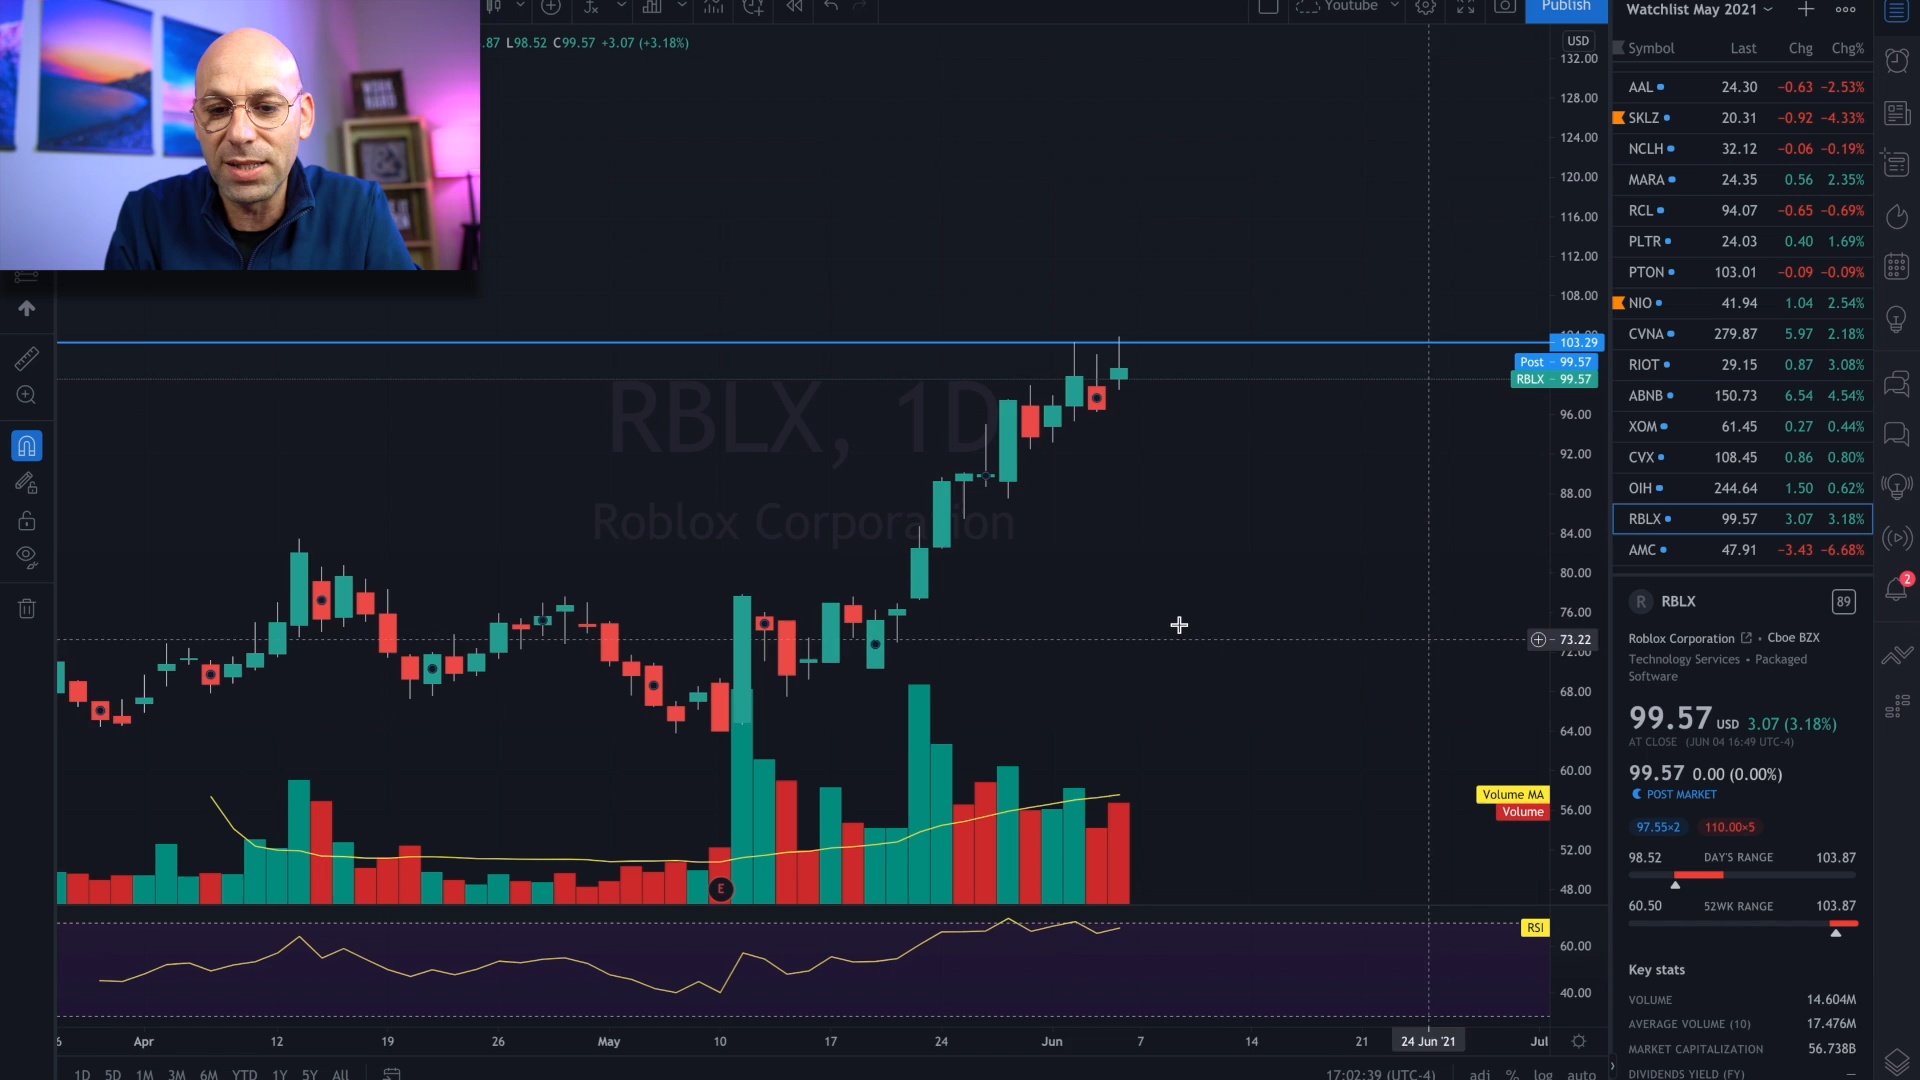 Youtube
Publish
Watchlist May 2021
.87 L98.52 C99.57 +3.07 (+3.18%)
USD
Symbol Last Chg Chg%
AAL 24.30 −0.63 −2.53%
SKLZ 20.31 −0.92 −4.33%
NCLH 32.12 −0.06 −0.19%
MARA 24.35 0.56 2.35%
RCL 94.07 −0.65 −0.69%
PLTR 24.03 0.40 1.69%
PTON 103.01 −0.09 −0.09%
NIO 41.94 1.04 2.54%
CVNA 279.87 5.97 2.18%
RIOT 29.15 0.87 3.08%
ABNB 150.73 6.54 4.54%
XOM 61.45 0.27 0.44%
CVX 108.45 0.86 0.80%
OIH 244.64 1.50 0.62%
RBLX 99.57 3.07 3.18%
AMC 47.91 −3.43 −6.68%
WORK
HARD
132.00
128.00
124.00
120.00
116.00
112.00
108.00
103.29
Post − 99.57
RBLX − 99.57
96.00
92.00
88.00
84.00
80.00
76.00
73.22
72.00
68.00
64.00
60.00
56.00
52.00
48.00
RBLX, 1D
Roblox Corporation
Volume MA
Volume
E
RSI
60.00
40.00
6 Apr 12 19 26 May 10 17 24 Jun 7 14 21 24 Jun '21 Jul
1D 5D 1M 3M 6M YTD 1Y 5Y All
17:02:39 (UTC-4) adj % log auto
2
R RBLX 89
Roblox Corporation • Cboe BZX
Technology Services • Packaged
Software
99.57 USD 3.07 (3.18%)
AT CLOSE (JUN 04 16:49 UTC-4)
99.57 0.00 (0.00%)
POST MARKET
97.55×2 110.00×5
98.52 DAY'S RANGE 103.87
60.50 52WK RANGE 103.87
Key stats
VOLUME 14.604M
AVERAGE VOLUME (10) 17.476M
MARKET CAPITALIZATION 56.738B
DIVIDENDS YIELD (FY) —